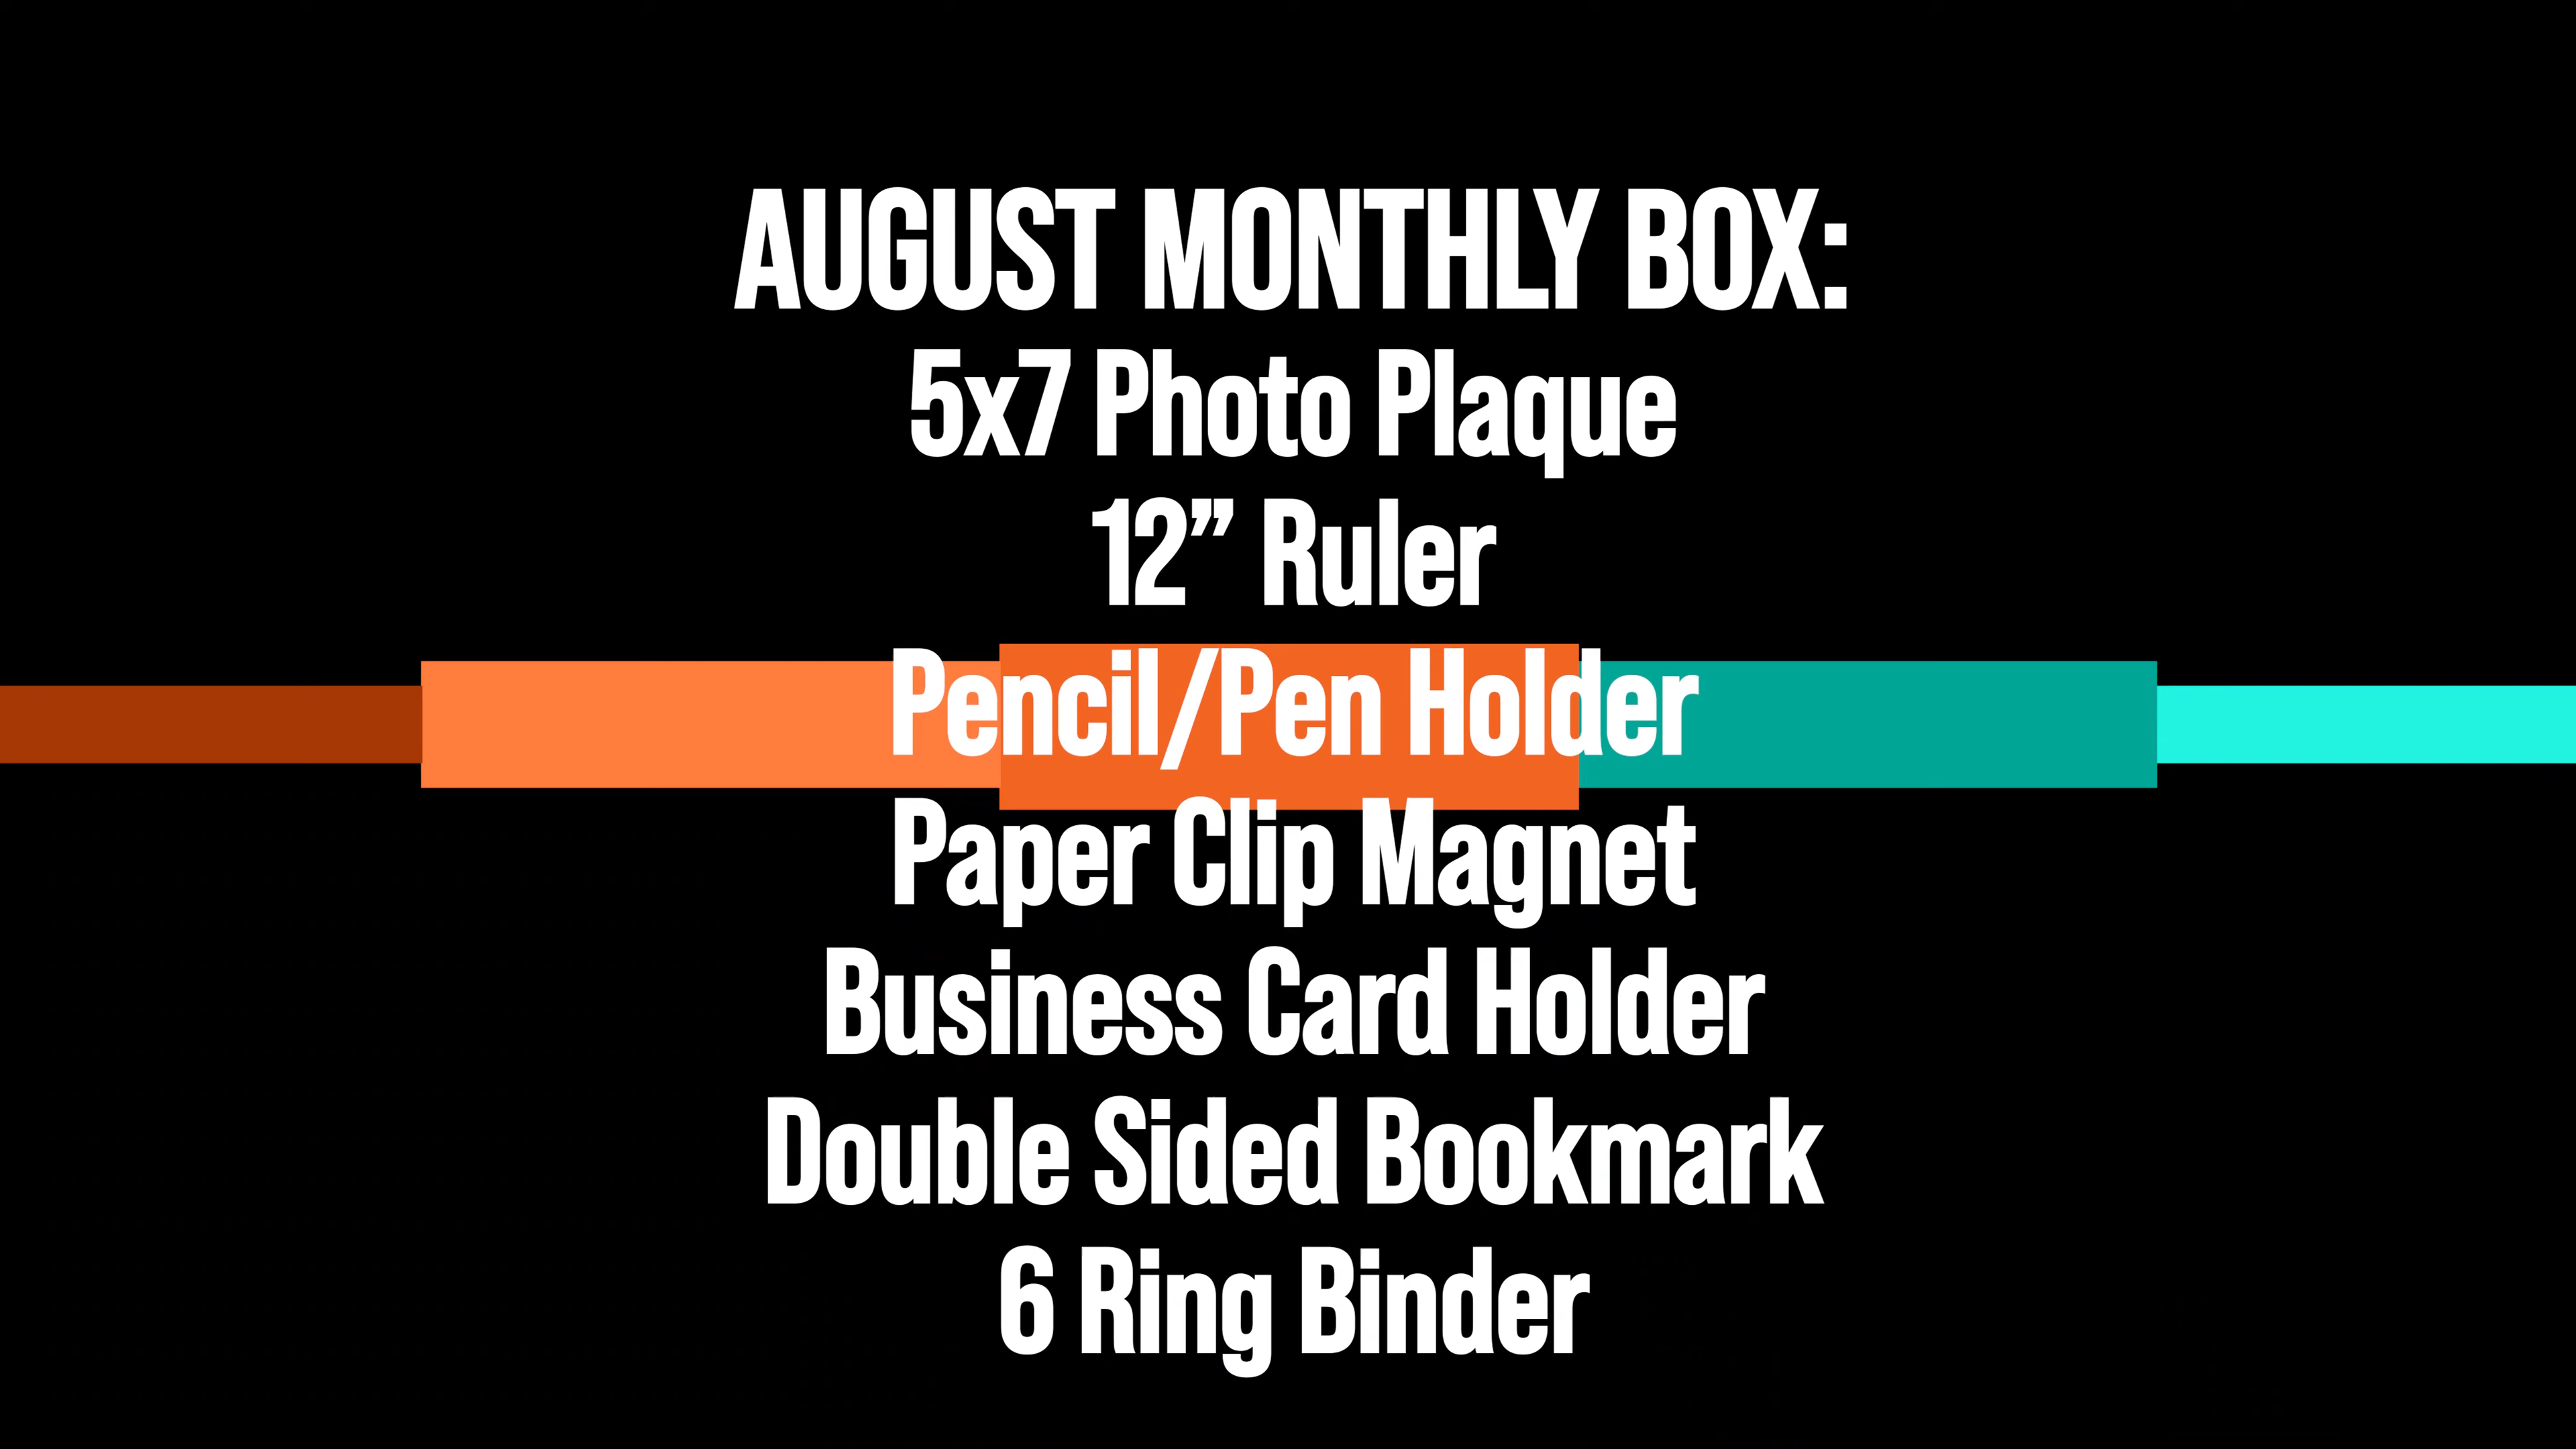 AUGUST MONTHLY BOX:
5x7 Photo Plaque
12” Ruler
Pencil/Pen Holder
Paper Clip Magnet
Business Card Holder
Double Sided Bookmark
6 Ring Binder